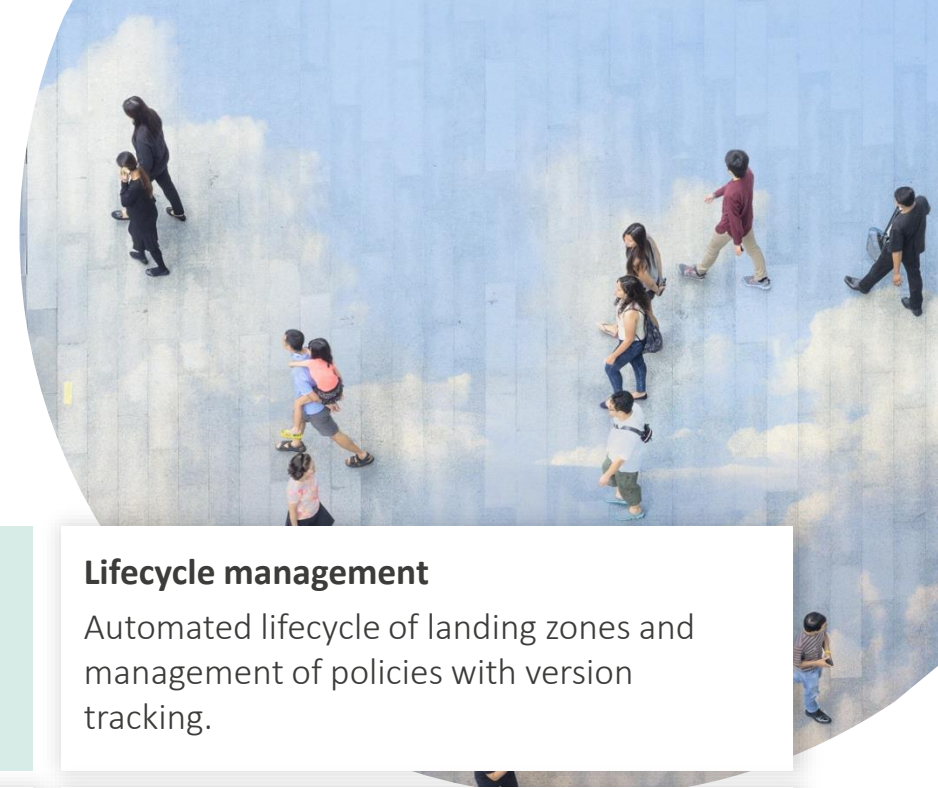 Lifecycle management
Automated lifecycle of landing zones and
management of policies with version
tracking.